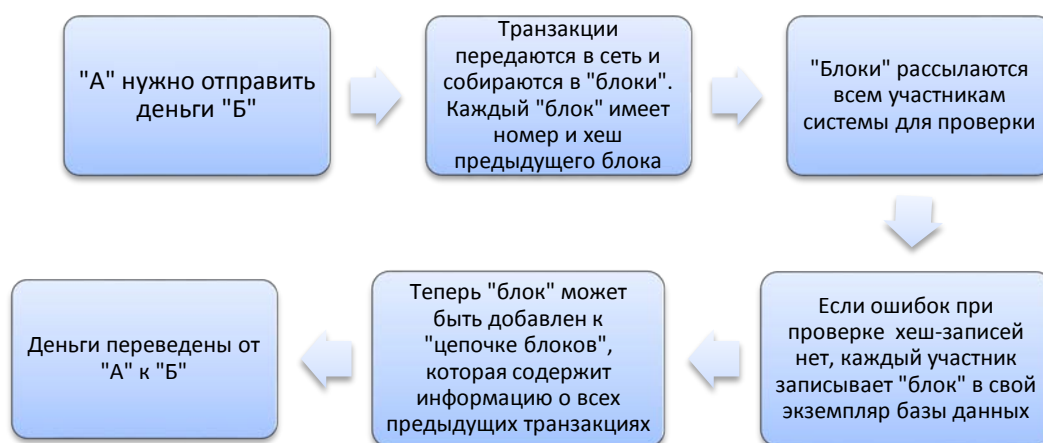 "А" нужно отправить
деньги "Б"
Транзакции
передаются в сеть и
собираются в "блоки".
Каждый "блок" имеет
номер и хеш
предыдущего блока
"Блоки" рассылаются
всем участникам
системы для проверки
Если ошибок при
проверке хеш-записей
нет, каждый участник
записывает "блок" в свой
экземпляр базы данных
Теперь "блок" может
быть добавлен к
"цепочке блоков",
которая содержит
информацию о всех
предыдущих транзакциях
Деньги переведены от
"А" к "Б"